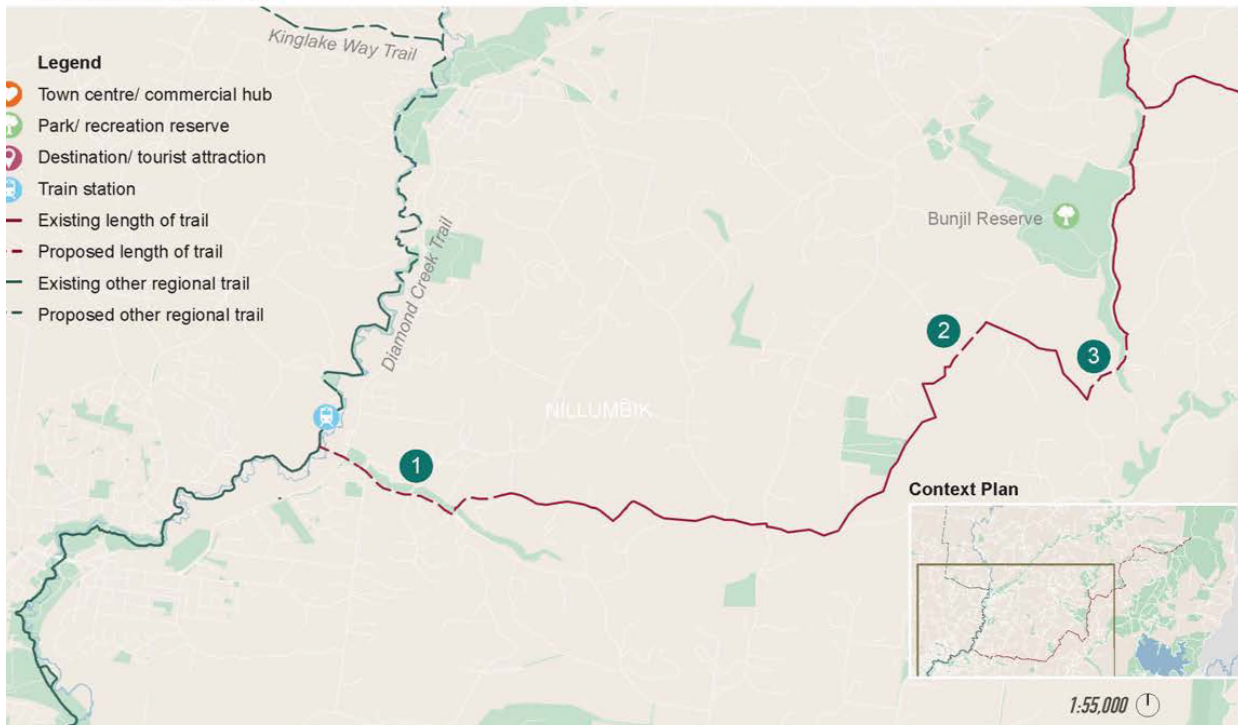 Kinglake Way Trail
Legend
Town centre/ commercial hub
Park/ recreation reserve
Destination/ tourist attraction
Train station
Existing length of trail
Proposed length of trail
Existing other regional trail
Proposed other regional trail
Diamond Creek Trail
Bunjil Reserve
2
3
NILLUMBIK
1
Context Plan
1:55,000